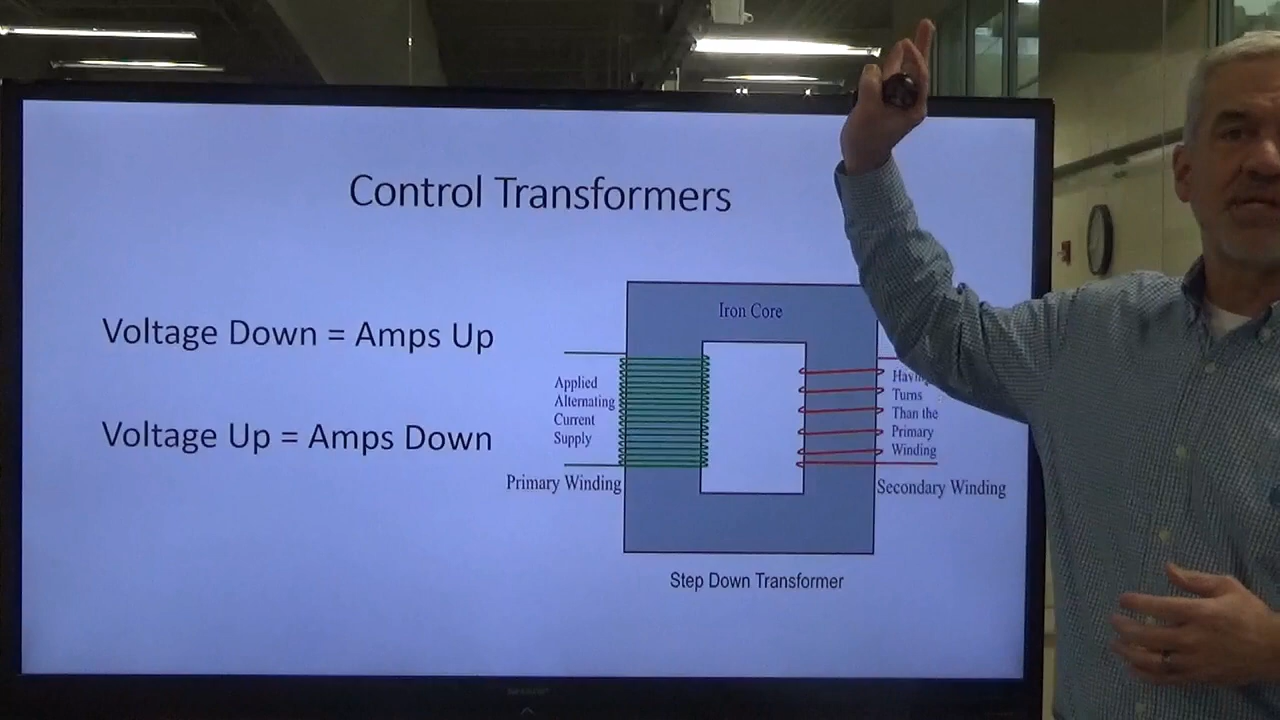 Control Transformers
Voltage Down = Amps Up
Voltage Up = Amps Down
Iron Core
Applied
Alternating
Current
Supply
Primary Winding
Turns
Than the
Primary
Winding
Secondary Winding
Step Down Transformer